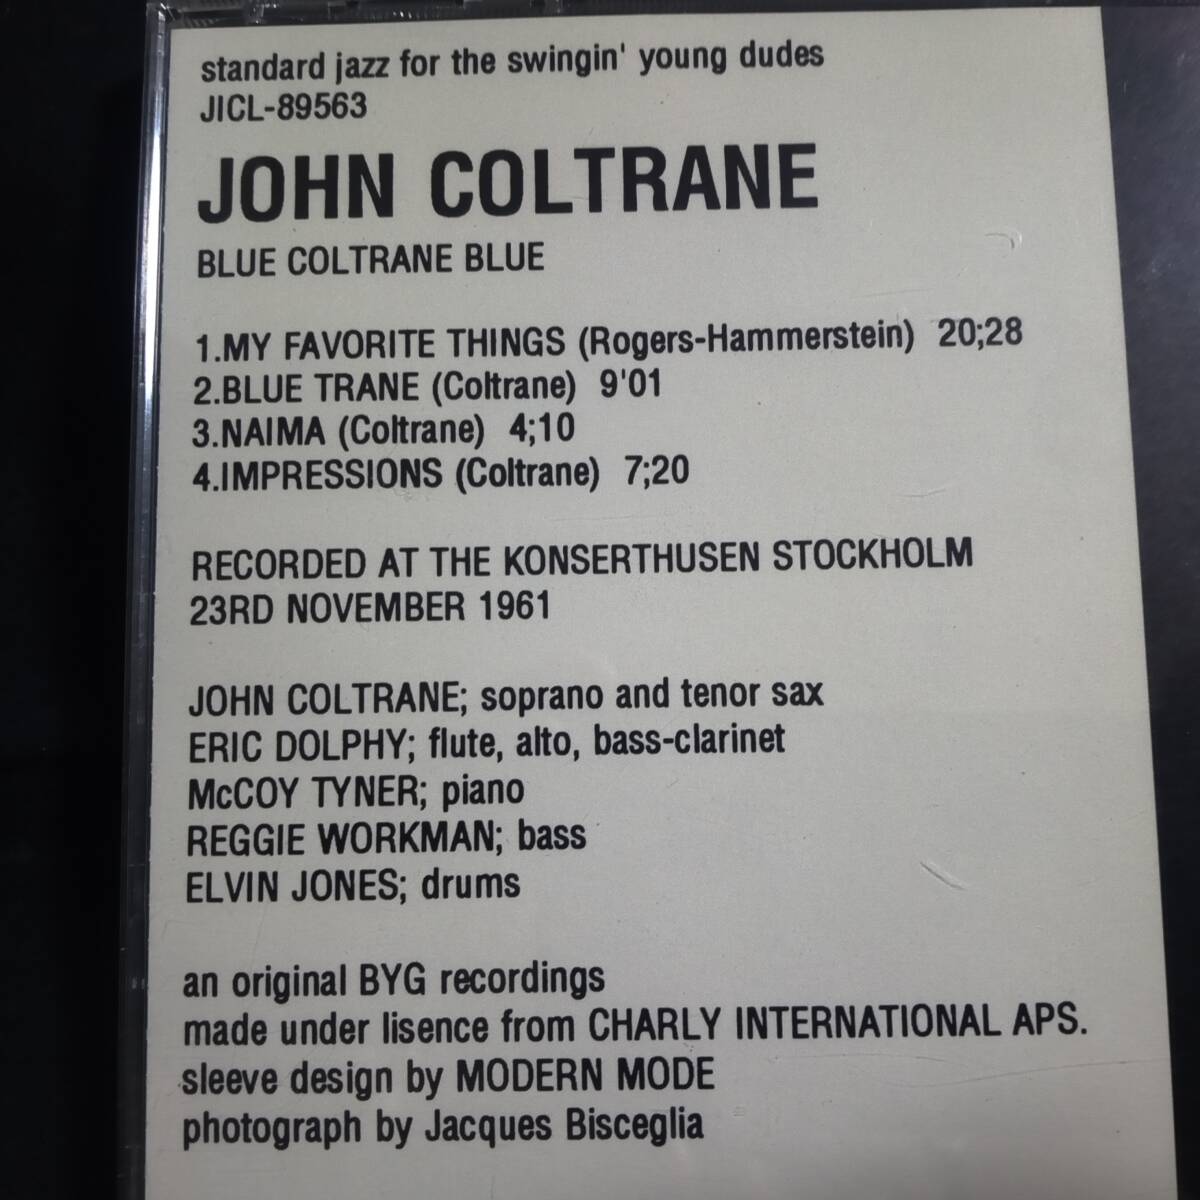 standard jazz for the swingin' young dudes
JICL-89563
JOHN COLTRANE
BLUE COLTRANE BLUE
1.MY FAVORITE THINGS (Rogers-Hammerstein) 20;28
2.BLUE TRANE (Coltrane) 9'01
3.NAIMA (Coltrane) 4;10
4.IMPRESSIONS (Coltrane) 7;20
RECORDED AT THE KONSERTHUSEN STOCKHOLM
23RD NOVEMBER 1961
JOHN COLTRANE; soprano and tenor sax
ERIC DOLPHY; flute, alto, bass-clarinet
McCOY TYNER; piano
REGGIE WORKMAN; bass
ELVIN JONES; drums
an original BYG recordings
made under lisence from CHARLY INTERNATIONAL APS.
sleeve design by MODERN MODE
photograph by Jacques Bisceglia